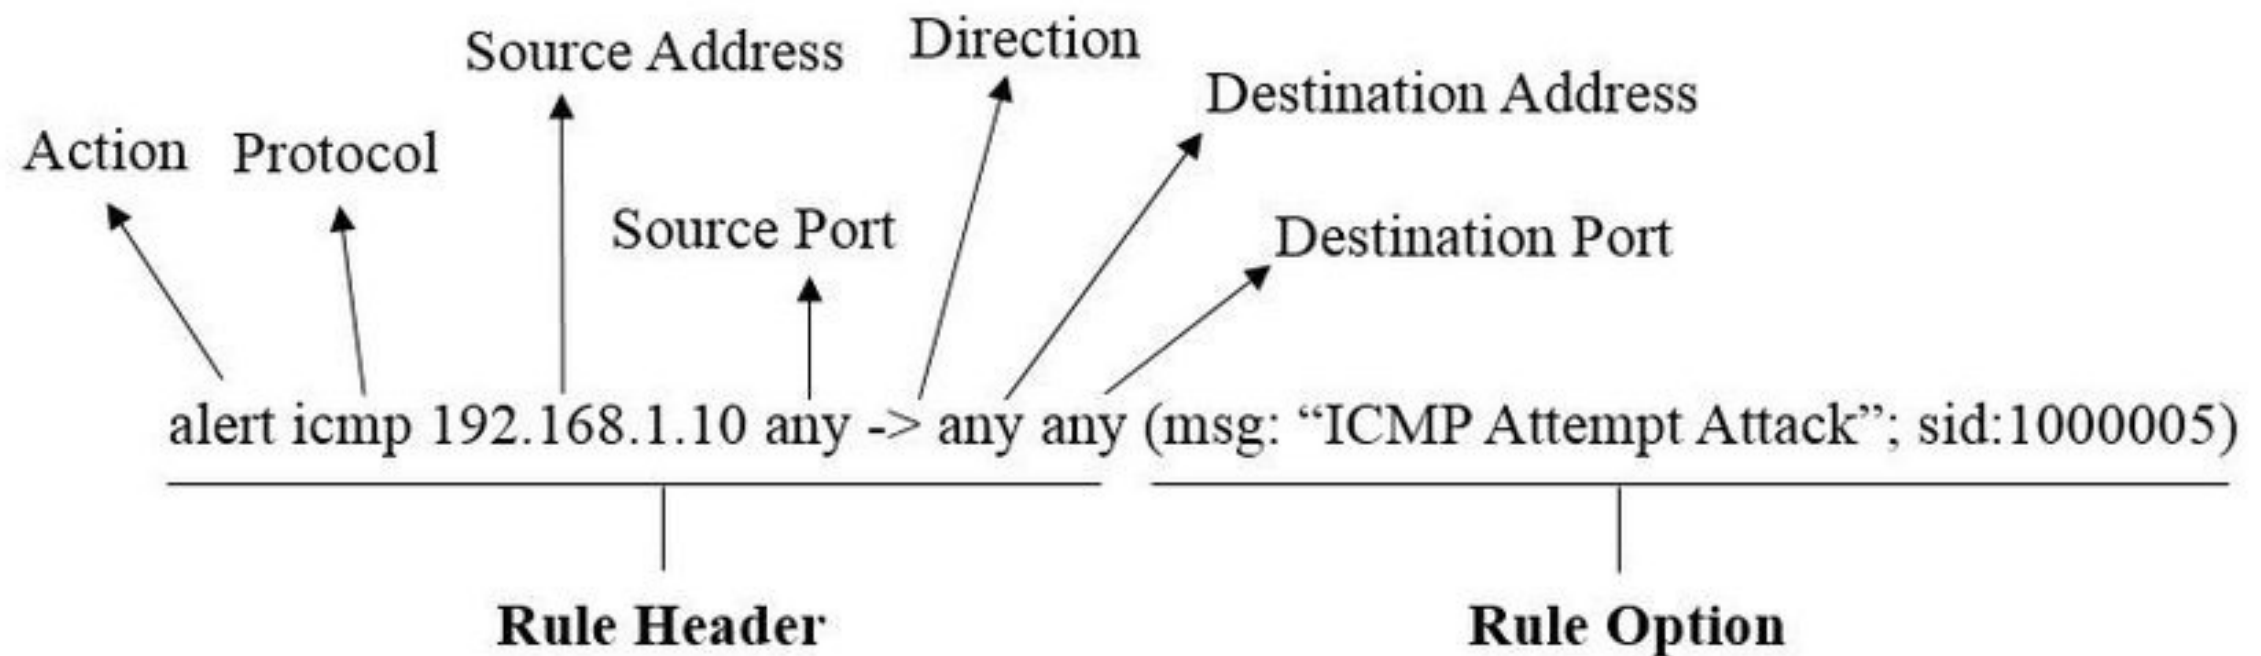 Source Address
Direction
Destination Address
Action
Protocol
Source Port
Destination Port
alert icmp 192.168.1.10 any -> any any (msg: “ICMP Attempt Attack”; sid:1000005)
Rule Header
Rule Option